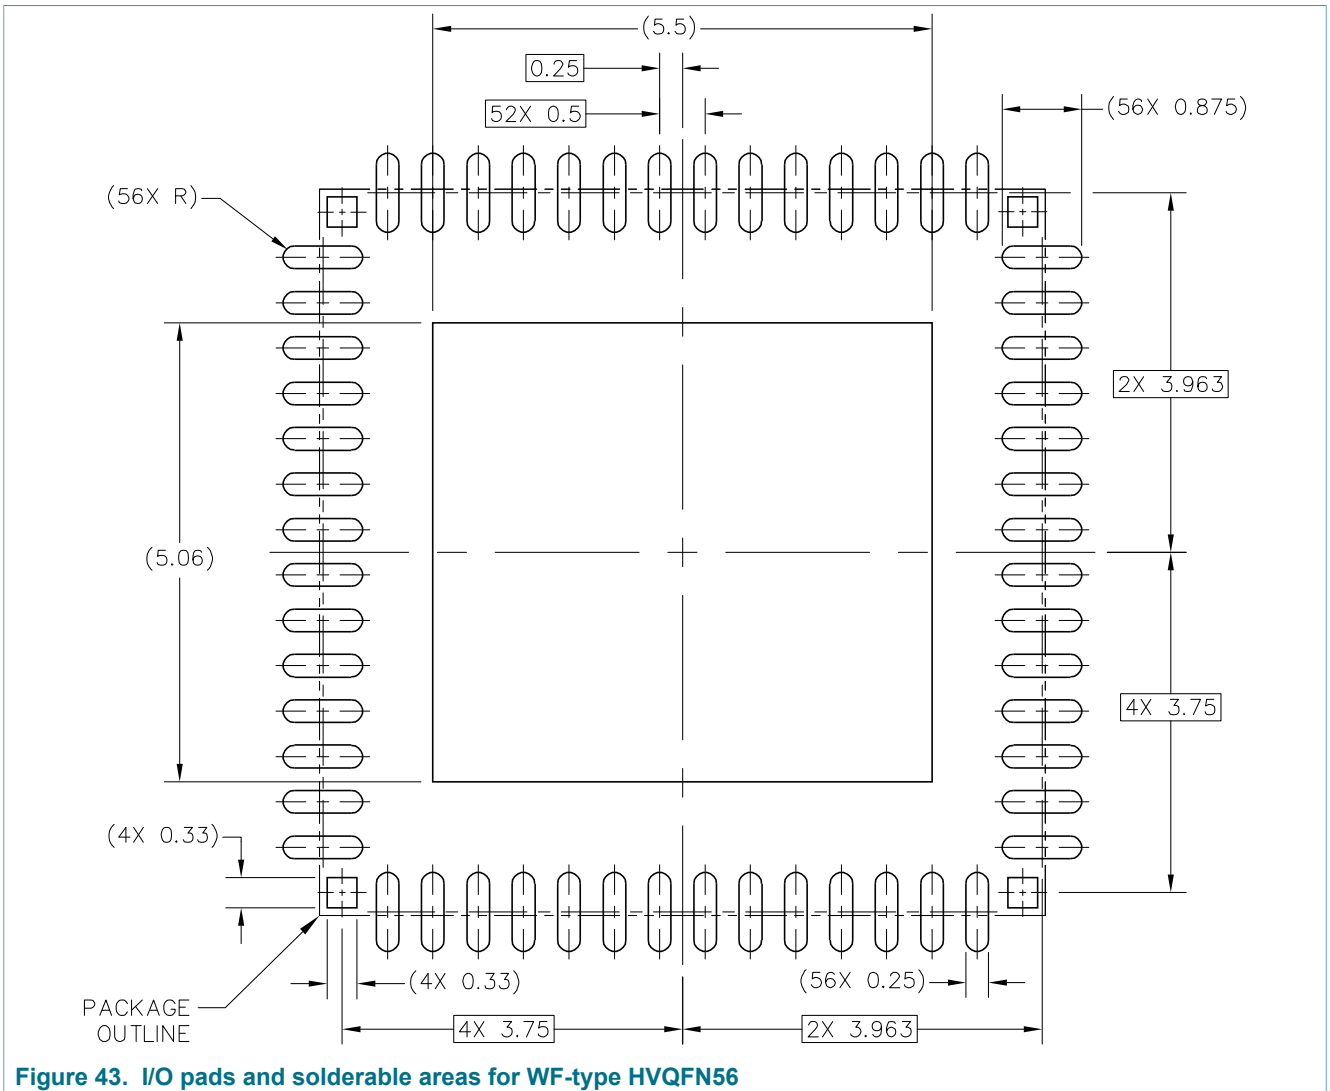 (5.5)
0.25
52X 0.5
(56X 0.875)
(56X R)
2X 3.963
(5.06)
4X 3.75
(4X 0.33)
(4X 0.33)
(56X 0.25)
PACKAGE
OUTLINE
4X 3.75
2X 3.963
Figure 43. I/O pads and solderable areas for WF-type HVQFN56